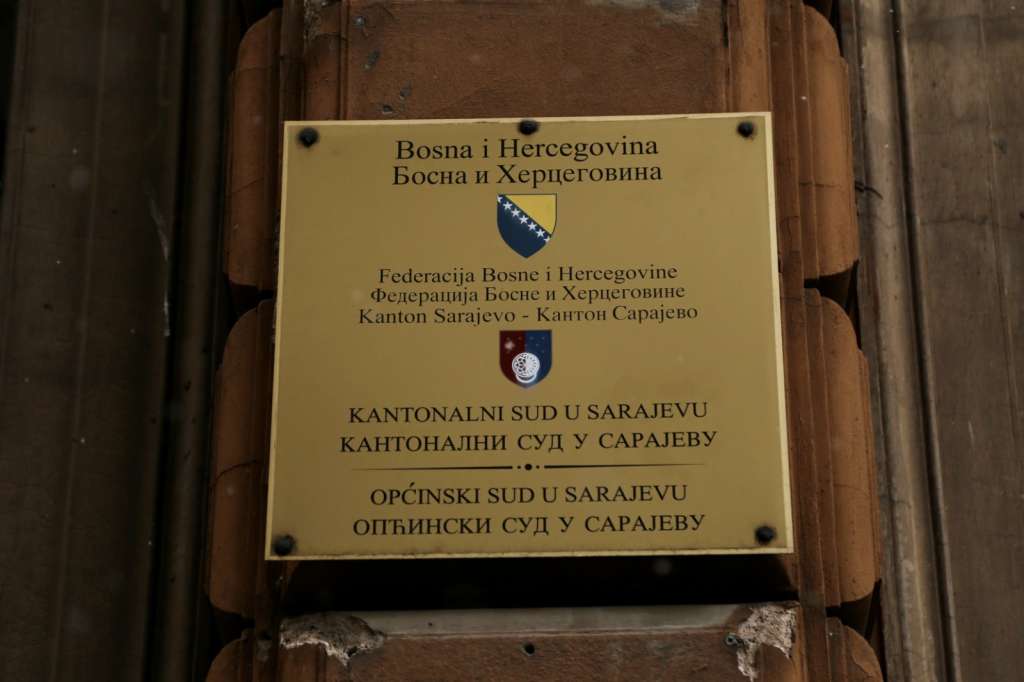 Bosna i Hercegovina
Босна и Херцеговина
Federacija Bosne i Hercegovine
Федерација Босне и Херцеговине
Kanton Sarajevo - Кантон Сарајево
KANTONALNI SUD U SARAJEVU
КАНТОНАЛНИ СУД У САРАЈЕВУ
OPĆINSKI SUD U SARAJEVU
ОПЋИНСКИ СУД У САРАЈЕВУ